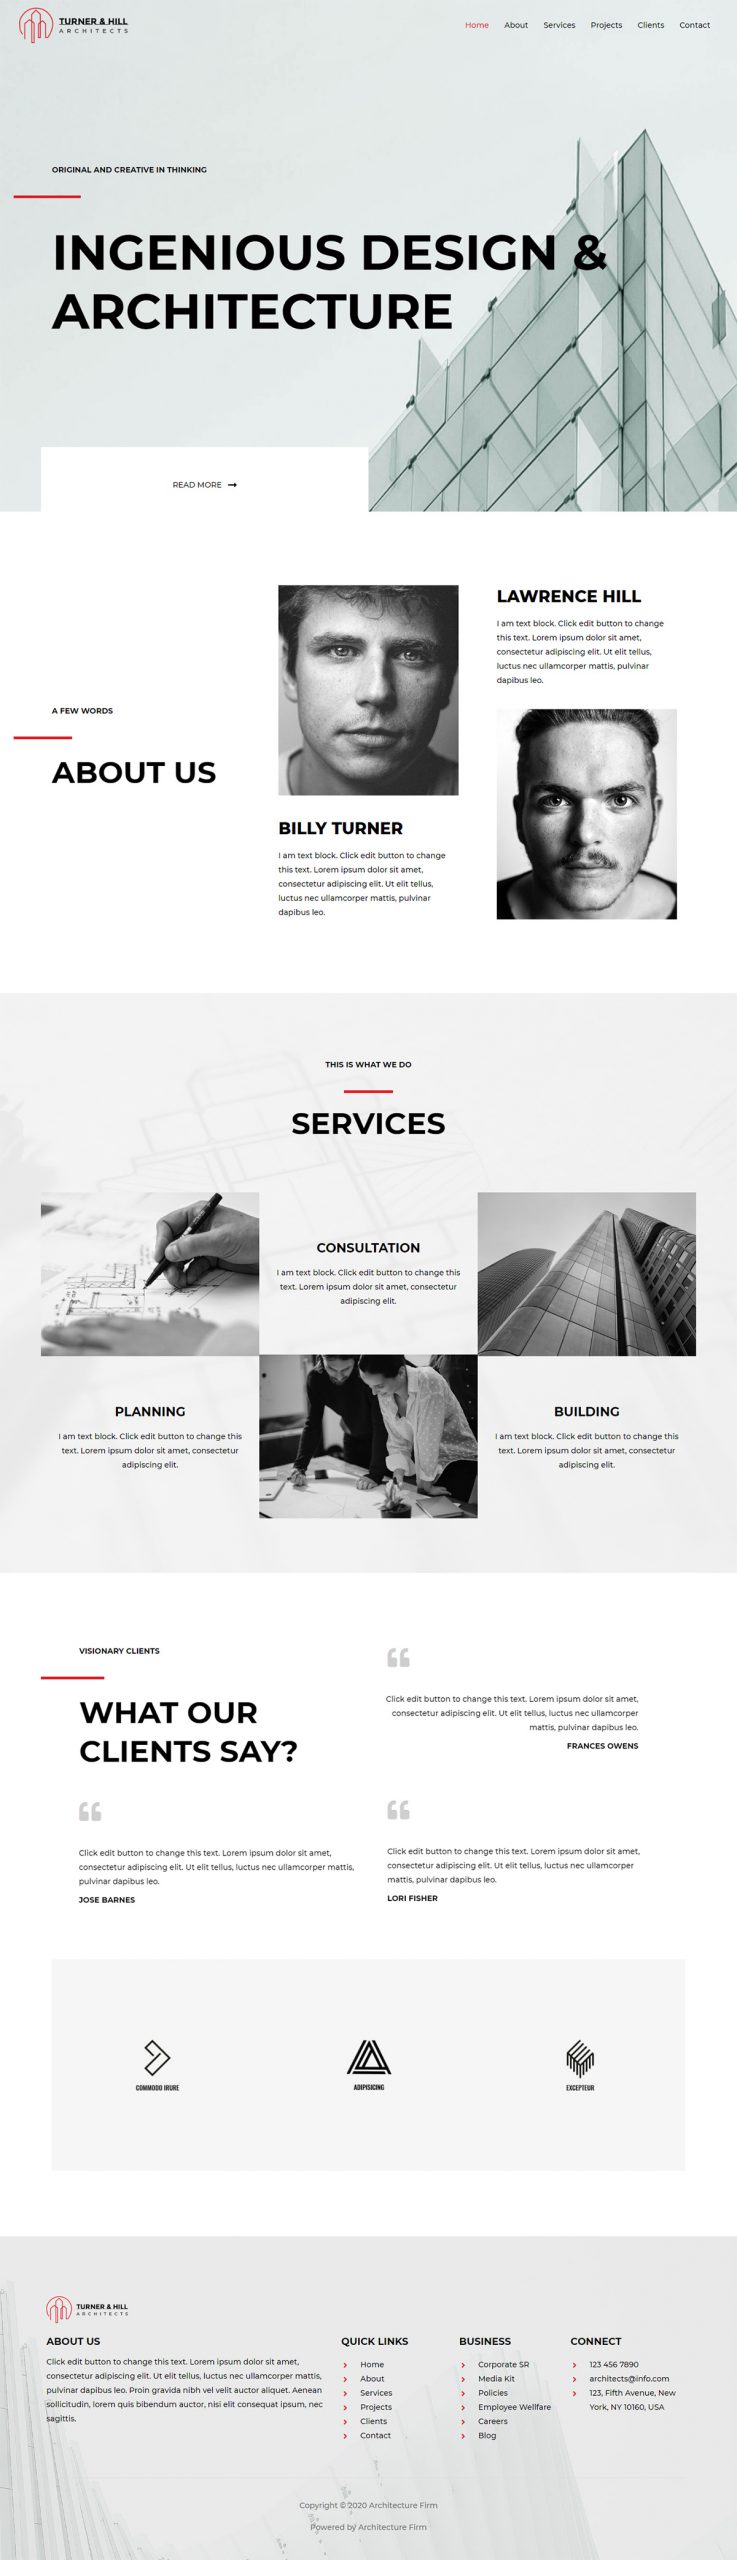 TURNER & HILL
ARCHITECTS
Home About Services Projects Clients Contact
ORIGINAL AND CREATIVE IN THINKING
INGENIOUS DESIGN &
ARCHITECTURE
READ MORE
A FEW WORDS
ABOUT US
BILLY TURNER
I am text block. Click edit button to change
this text. Lorem ipsum dolor sit amet,
consectetur adipiscing elit. Ut elit tellus,
luctus nec ullamcorper mattis, pulvinar
dapibus leo.
LAWRENCE HILL
I am text block. Click edit button to change
this text. Lorem ipsum dolor sit amet,
consectetur adipiscing elit. Ut elit tellus,
luctus nec ullamcorper mattis, pulvinar
dapibus leo.
THIS IS WHAT WE DO
SERVICES
CONSULTATION
I am text block. Click edit button to change this
text. Lorem ipsum dolor sit amet, consectetur
adipiscing elit.
PLANNING
I am text block. Click edit button to change this
text. Lorem ipsum dolor sit amet, consectetur
adipiscing elit.
BUILDING
I am text block. Click edit button to change this
text. Lorem ipsum dolor sit amet, consectetur
adipiscing elit.
VISIONARY CLIENTS
WHAT OUR
CLIENTS SAY?
Click edit button to change this text. Lorem ipsum dolor sit amet,
consectetur adipiscing elit. Ut elit tellus, luctus nec ullamcorper
mattis, pulvinar dapibus leo.
FRANCES OWENS
Click edit button to change this text. Lorem ipsum dolor sit amet,
consectetur adipiscing elit. Ut elit tellus, luctus nec ullamcorper mattis,
pulvinar dapibus leo.
JOSE BARNES
Click edit button to change this text. Lorem ipsum dolor sit amet,
consectetur adipiscing elit. Ut elit tellus, luctus nec ullamcorper
mattis, pulvinar dapibus leo.
LORI FISHER
COMMODO IRURE
ADIPISICING
EXCEPTEUR
TURNER & HILL
ARCHITECTS
ABOUT US
Click edit button to change this text. Lorem ipsum dolor sit amet,
consectetur adipiscing elit. Ut elit tellus, luctus nec ullamcorper mattis,
pulvinar dapibus leo. Proin gravida nibh vel velit auctor aliquet. Aenean
sollicitudin, lorem quis bibendum auctor, nisi elit consequat ipsum, nec
sagittis.
QUICK LINKS
Home
About
Services
Projects
Clients
Contact
BUSINESS
Corporate SR
Media Kit
Policies
Employee Wellfare
Careers
Blog
CONNECT
123 456 7890
architects@info.com
123, Fifth Avenue, New
York, NY 10160, USA
Copyright © 2020 Architecture Firm
Powered by Architecture Firm